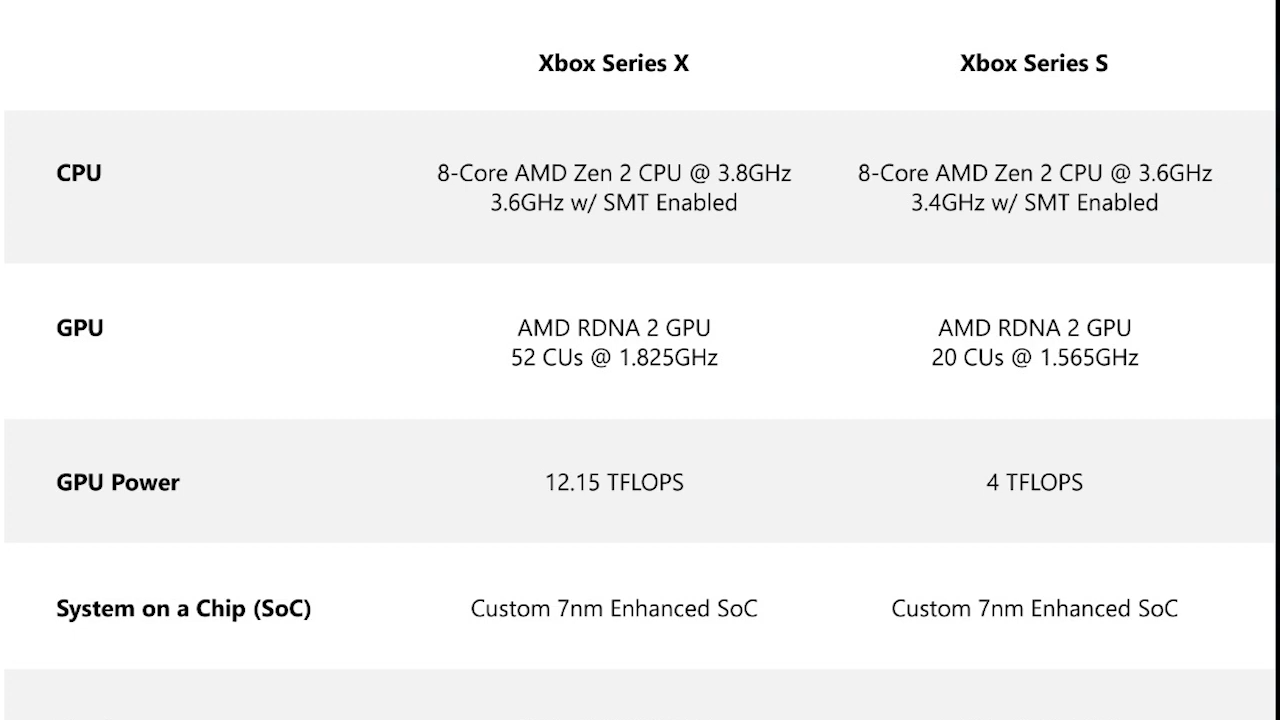 Xbox Series X Xbox Series S
CPU 8-Core AMD Zen 2 CPU @ 3.8GHz 8-Core AMD Zen 2 CPU @ 3.6GHz
3.6GHz w/ SMT Enabled 3.4GHz w/ SMT Enabled
GPU AMD RDNA 2 GPU AMD RDNA 2 GPU
52 CUs @ 1.825GHz 20 CUs @ 1.565GHz
GPU Power 12.15 TFLOPS 4 TFLOPS
System on a Chip (SoC) Custom 7nm Enhanced SoC Custom 7nm Enhanced SoC